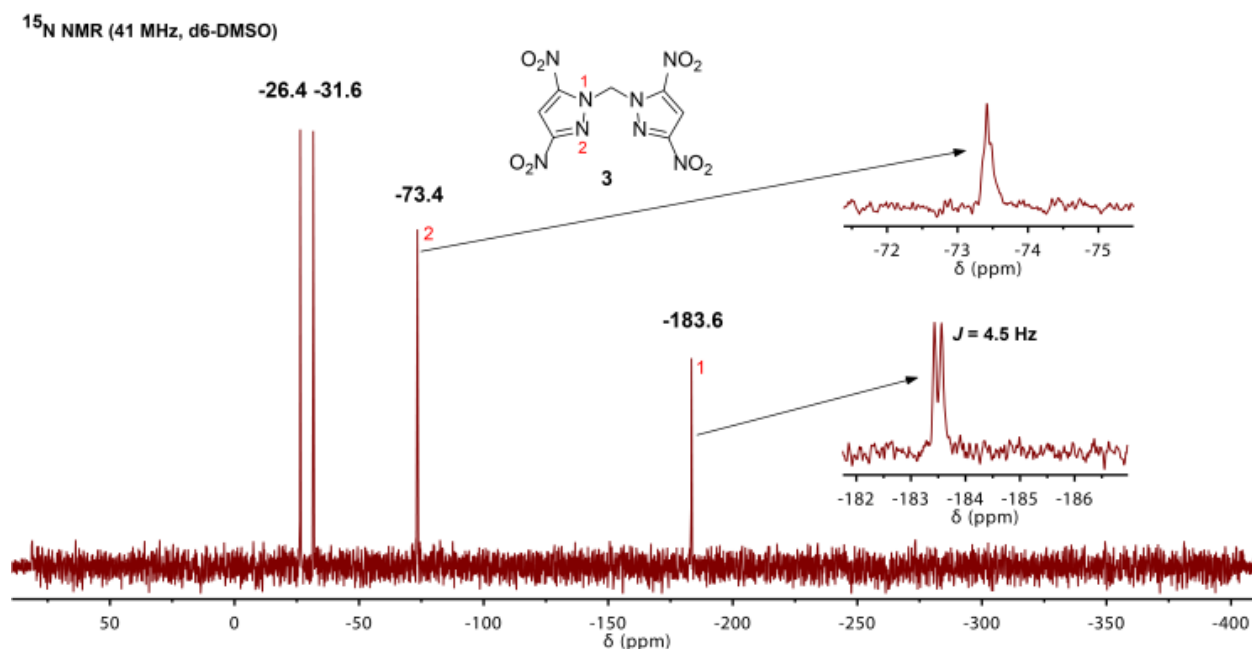 ¹⁵N NMR (41 MHz, d6-DMSO)
-26.4 -31.6
-73.4
2
-183.6
1
O₂N NO₂
1
N N
N N
2
O₂N NO₂
3
-72 -73 -74 -75
δ (ppm)
J = 4.5 Hz
-182 -183 -184 -185 -186
δ (ppm)
50 0 -50 -100 -150 -200 -250 -300 -350 -400
δ (ppm)